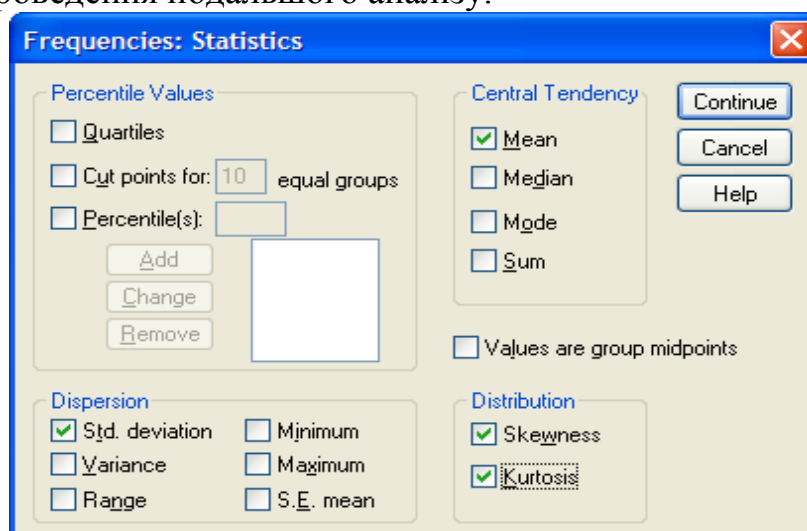 подальшого аналізу.
Frequencies: Statistics
Percentile Values
Quartiles
Cut points for: 10 equal groups
Percentile(s):
Add
Change
Remove
Central Tendency
Mean
Median
Mode
Sum
Continue
Cancel
Help
Values are group midpoints
Dispersion
Std. deviation
Minimum
Variance
Maximum
Range
S.E. mean
Distribution
Skewness
Kurtosis